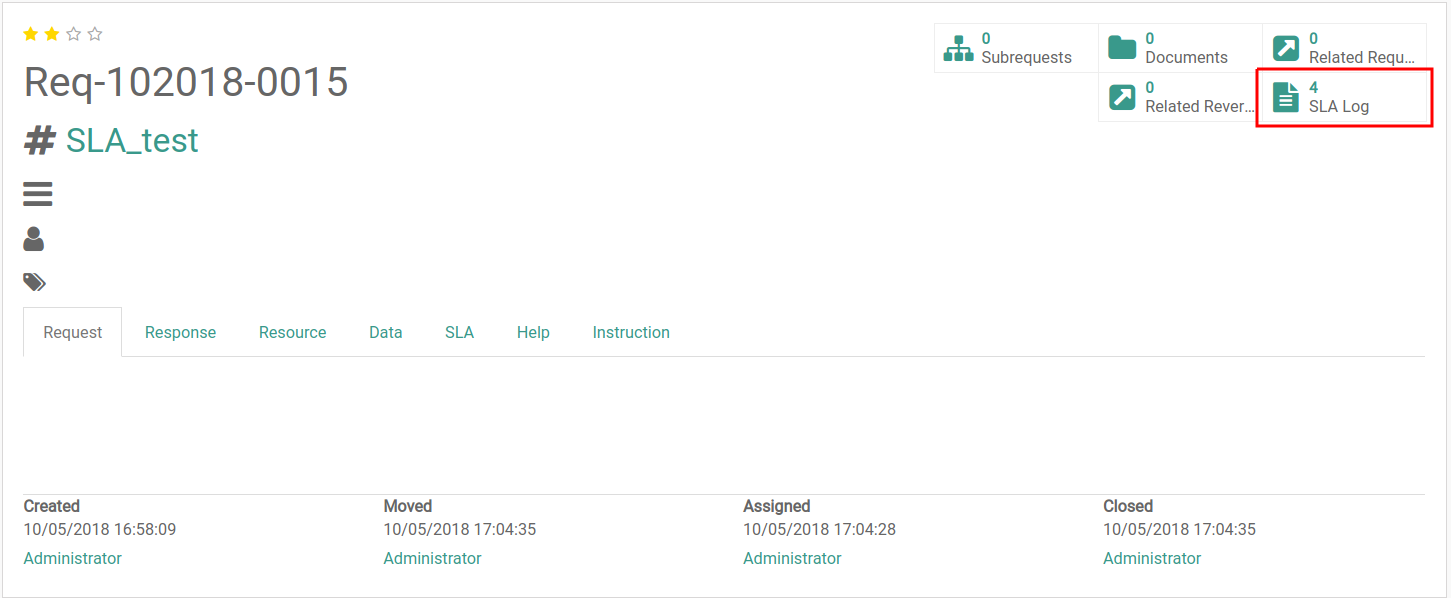 Req-102018-0015
# SLA_test
0
Subrequests
0
Documents
0
Related Requ...
0
Related Rever...
4
SLA Log
Request Response Resource Data SLA Help Instruction
Created Moved Assigned Closed
10/05/2018 16:58:09 10/05/2018 17:04:35 10/05/2018 17:04:28 10/05/2018 17:04:35
Administrator Administrator Administrator Administrator